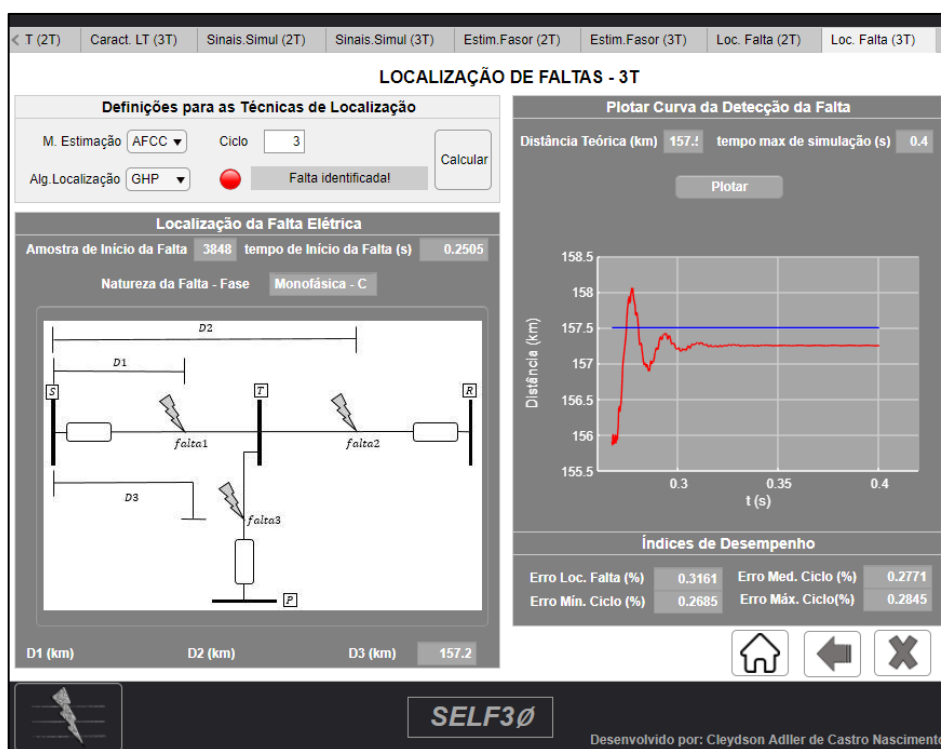 < .T (2T) Caract. LT (3T) Sinais.Simul (2T) Sinais.Simul (3T) Estim.Fasor (2T) Estim.Fasor (3T) Loc. Falta (2T) Loc. Falta (3T)
LOCALIZAÇÃO DE FALTAS - 3T
Definições para as Técnicas de Localização
M. Estimação AFCC ▼ Ciclo 3
Calcular
Alg.Localização GHP ▼ Falta identificada!
Localização da Falta Elétrica
Amostra de Início da Falta 3848 tempo de Início da Falta (s) 0.2505
Natureza da Falta - Fase Monofásica - C
D2
D1
S T R
falta1 falta2
D3
falta3
P
D1 (km) D2 (km) D3 (km) 157.2
Plotar Curva da Detecção da Falta
Distância Teórica (km) 157.5 tempo max de simulação (s) 0.4
Plotar
158.5
158
157.5
157
156.5
156
155.5
Distância (km)
0.3 0.35 0.4
t (s)
Índices de Desempenho
Erro Loc. Falta (%) 0.3161 Erro Med. Ciclo (%) 0.2771
Erro Mín. Ciclo (%) 0.2685 Erro Máx. Ciclo(%) 0.2845
SELF3Ø
Desenvolvido por: Cleydson Adller de Castro Nascimento